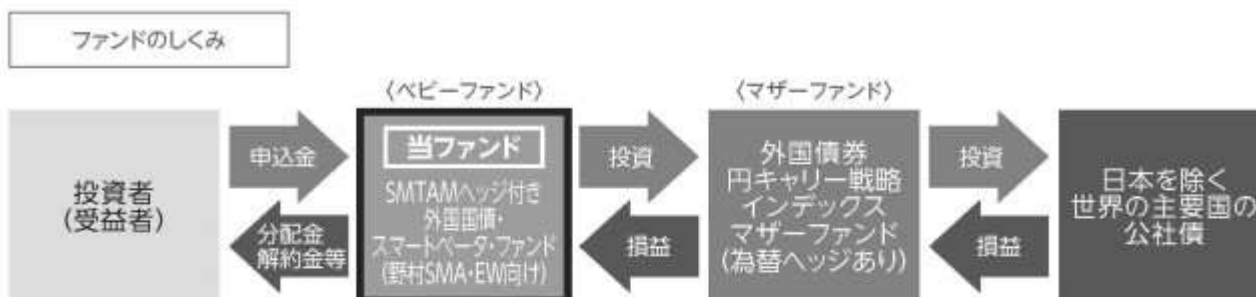 ファンドのしくみ
〈ベビーファンド〉
〈マザーファンド〉
投資者
(受益者)
申込金
分配金
解約金等
当ファンド
SMTAMヘッジ付き
外国国債・
スマートベータ・ファンド
(野村SMA・EW向け)
投資
損益
外国債券
円キャリー戦略
インデックス
マザーファンド
(為替ヘッジあり)
投資
損益
日本を除く
世界の主要国の
公社債